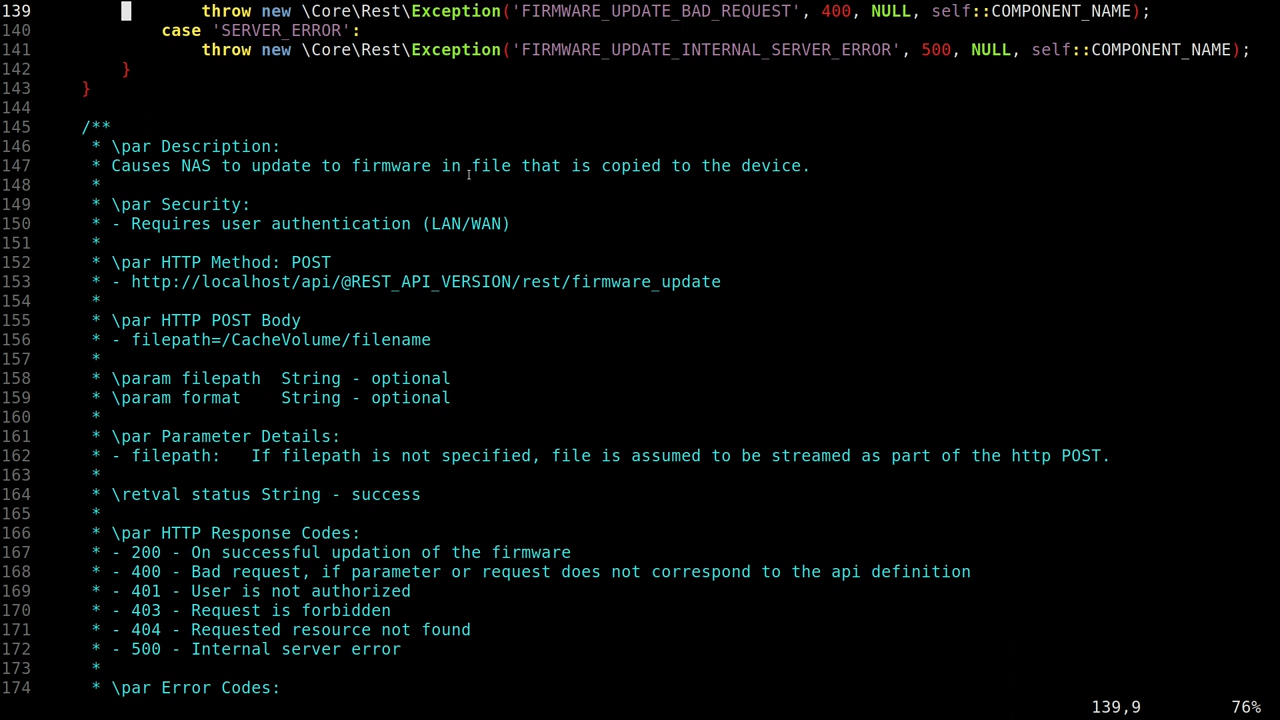 139         throw new \Core\Rest\Exception('FIRMWARE_UPDATE_BAD_REQUEST', 400, NULL, self::COMPONENT_NAME);
140             case 'SERVER_ERROR':
141                 throw new \Core\Rest\Exception('FIRMWARE_UPDATE_INTERNAL_SERVER_ERROR', 500, NULL, self::COMPONENT_NAME);
142         }
143     }
144
145     /**
146      * \par Description:
147      * Causes NAS to update to firmware in file that is copied to the device.
148      *
149      * \par Security:
150      * - Requires user authentication (LAN/WAN)
151      *
152      * \par HTTP Method: POST
153      * - http://localhost/api/@REST_API_VERSION/rest/firmware_update
154      *
155      * \par HTTP POST Body
156      * - filepath=/CacheVolume/filename
157      *
158      * \param filepath  String - optional
159      * \param format    String - optional
160      *
161      * \par Parameter Details:
162      * - filepath:   If filepath is not specified, file is assumed to be streamed as part of the http POST.
163      *
164      * \retval status String - success
165      *
166      * \par HTTP Response Codes:
167      * - 200 - On successful updation of the firmware
168      * - 400 - Bad request, if parameter or request does not correspond to the api definition
169      * - 401 - User is not authorized
170      * - 403 - Request is forbidden
171      * - 404 - Requested resource not found
172      * - 500 - Internal server error
173      *
174      * \par Error Codes:
139,9         76%